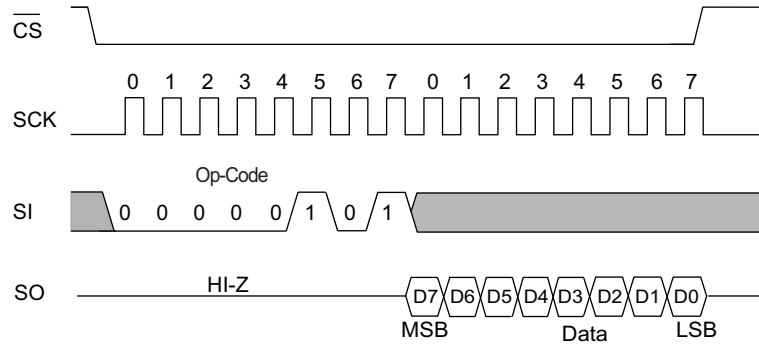 CS
0 1 2 3 4 5 6 7 0 1 2 3 4 5 6 7
SCK
Op-Code
SI 0 0 0 0 0 1 0 1
HI-Z
SO D7 D6 D5 D4 D3 D2 D1 D0
MSB Data LSB